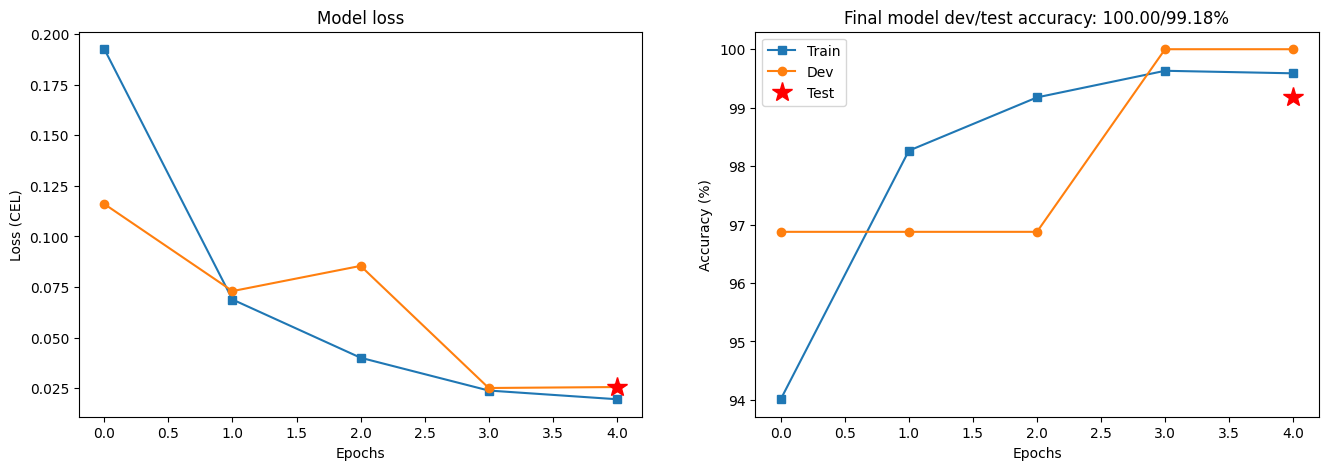 Model loss
0.200
0.175
0.150
0.125
0.100
0.075
0.050
0.025
Loss (CEL)
0.0 0.5 1.0 1.5 2.0 2.5 3.0 3.5 4.0
Epochs
Final model dev/test accuracy: 100.00/99.18%
Train
Dev
Test
100
99
98
97
96
95
94
Accuracy (%)
0.0 0.5 1.0 1.5 2.0 2.5 3.0 3.5 4.0
Epochs